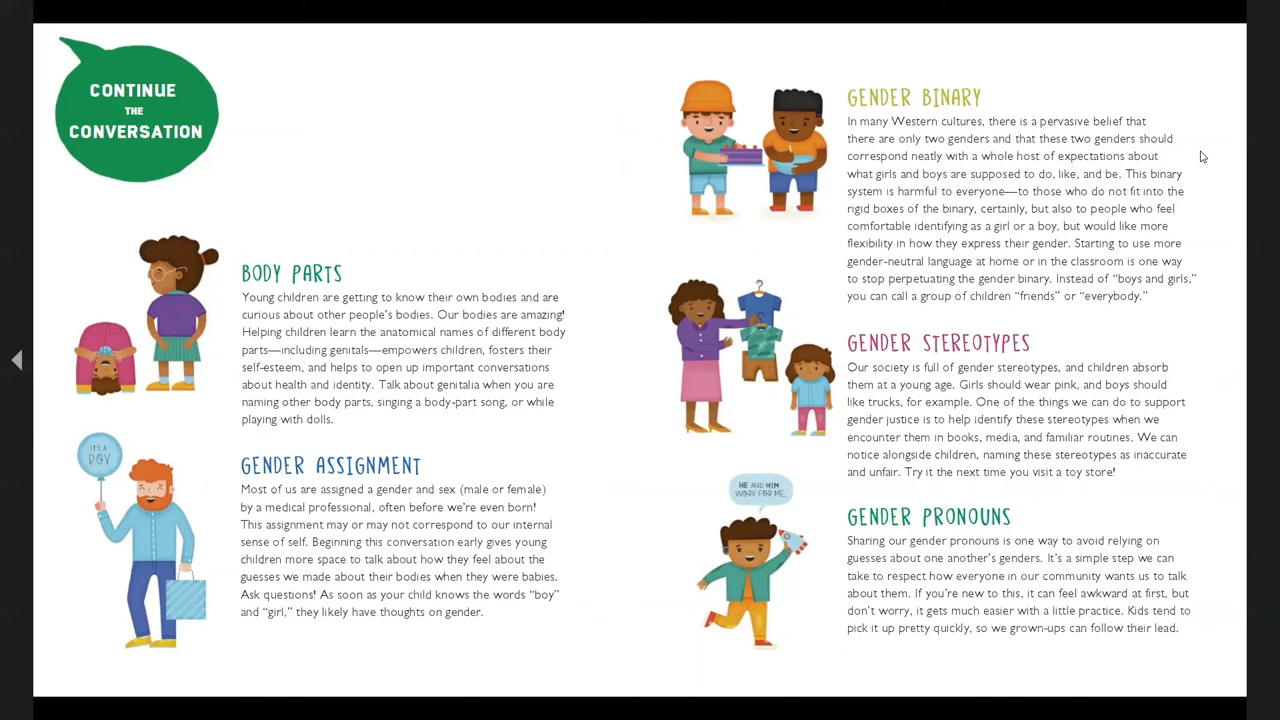 CONTINUE
THE
CONVERSATION
BODY PARTS
Young children are getting to know their own bodies and are
curious about other people's bodies. Our bodies are amazing!
Helping children learn the anatomical names of different body
parts—including genitals—empowers children, fosters their
self-esteem, and helps to open up important conversations
about health and identity. Talk about genitalia when you are
naming other body parts, singing a body-part song, or while
playing with dolls.
IT'S A
BOY
GENDER ASSIGNMENT
Most of us are assigned a gender and sex (male or female)
by a medical professional, often before we're even born!
This assignment may or may not correspond to our internal
sense of self. Beginning this conversation early gives young
children more space to talk about how they feel about the
guesses we made about their bodies when they were babies.
Ask questions! As soon as your child knows the words “boy”
and “girl,” they likely have thoughts on gender.
GENDER BINARY
In many Western cultures, there is a pervasive belief that
there are only two genders and that these two genders should
correspond neatly with a whole host of expectations about
what girls and boys are supposed to do, like, and be. This binary
system is harmful to everyone—to those who do not fit into the
rigid boxes of the binary, certainly, but also to people who feel
comfortable identifying as a girl or a boy, but would like more
flexibility in how they express their gender. Starting to use more
gender-neutral language at home or in the classroom is one way
to stop perpetuating the gender binary. Instead of “boys and girls,”
you can call a group of children “friends” or “everybody.”
GENDER STEREOTYPES
Our society is full of gender stereotypes, and children absorb
them at a young age. Girls should wear pink, and boys should
like trucks, for example. One of the things we can do to support
gender justice is to help identify these stereotypes when we
encounter them in books, media, and familiar routines. We can
notice alongside children, naming these stereotypes as inaccurate
and unfair. Try it the next time you visit a toy store!
HE AND HIM
WORK FOR ME.
GENDER PRONOUNS
Sharing our gender pronouns is one way to avoid relying on
guesses about one another's genders. It's a simple step we can
take to respect how everyone in our community wants us to talk
about them. If you're new to this, it can feel awkward at first, but
don't worry, it gets much easier with a little practice. Kids tend to
pick it up pretty quickly, so we grown-ups can follow their lead.